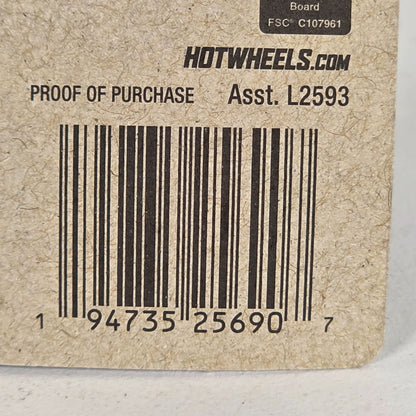 Board
FSC® C107961
HOTWHEELS.COM
PROOF OF PURCHASE Asst. L2593
1 94735 25690 7